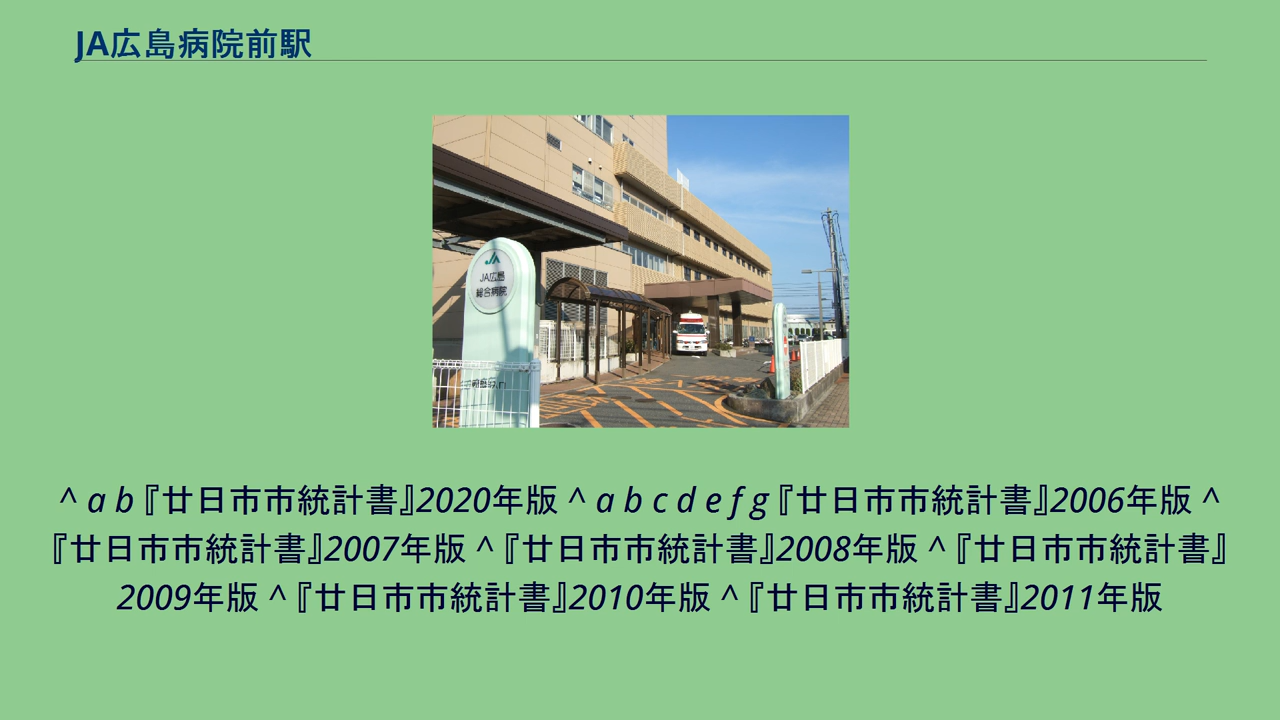 JA広島病院前駅
JA
JA広島
総合病院
^ a b『廿日市市統計書』2020年版 ^ a b c d e f g『廿日市市統計書』2006年版 ^
『廿日市市統計書』2007年版 ^『廿日市市統計書』2008年版 ^『廿日市市統計書』
2009年版 ^『廿日市市統計書』2010年版 ^『廿日市市統計書』2011年版